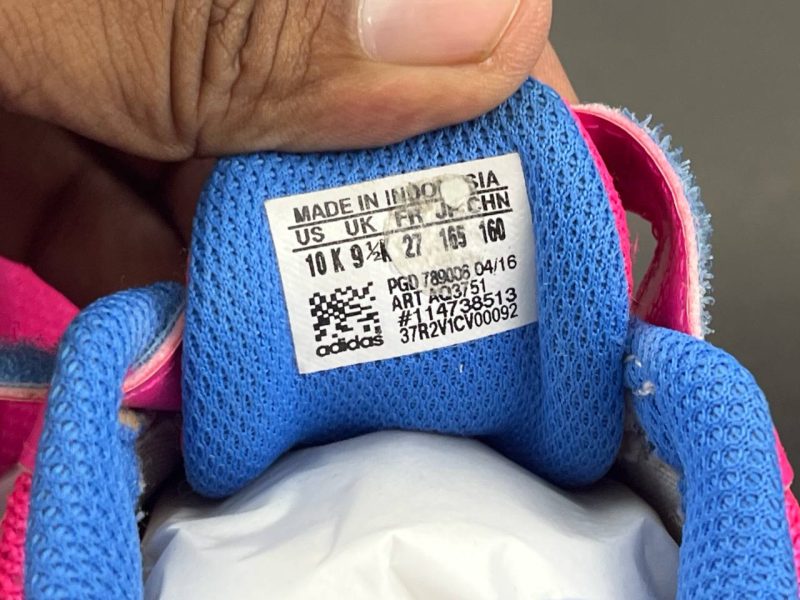 MADE IN INDONESIA
US UK FR JP CHN
10 K 9 ½K 27 165 160
PGD 789006 04/16
ART AQ3751
#114738513
37R2V1CV00092
adidas